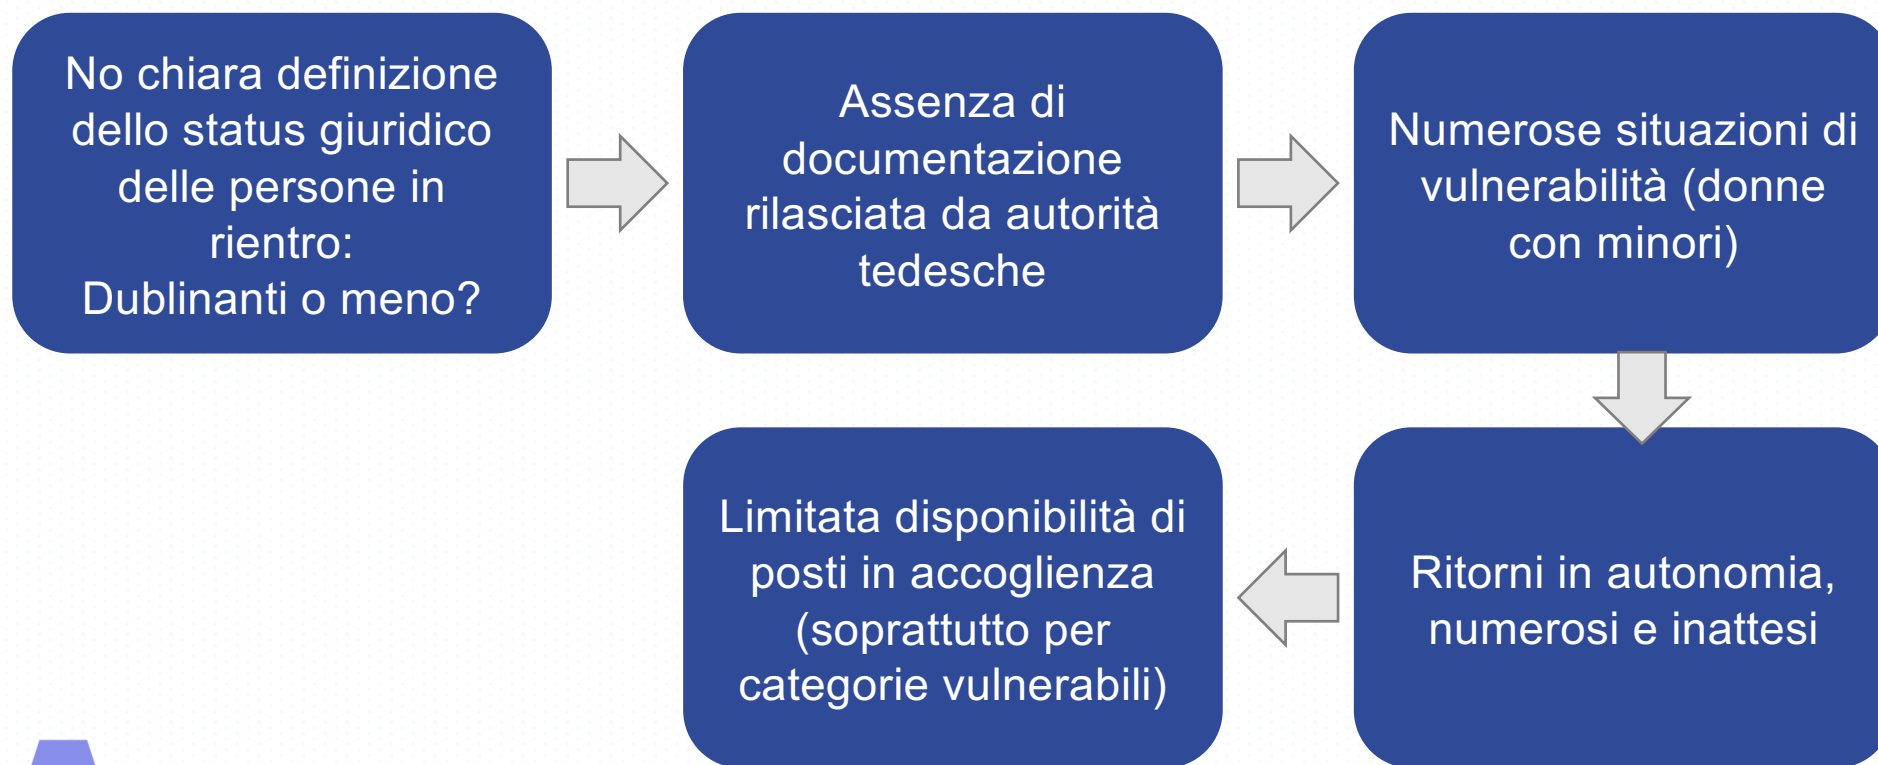 No chiara definizione
dello status giuridico
delle persone in
rientro:
Dublinanti o meno?
Assenza di
documentazione
rilasciata da autorità
tedesche
Numerose situazioni di
vulnerabilità (donne
con minori)
Ritorni in autonomia,
numerosi e inattesi
Limitata disponibilità di
posti in accoglienza
(soprattutto per
categorie vulnerabili)